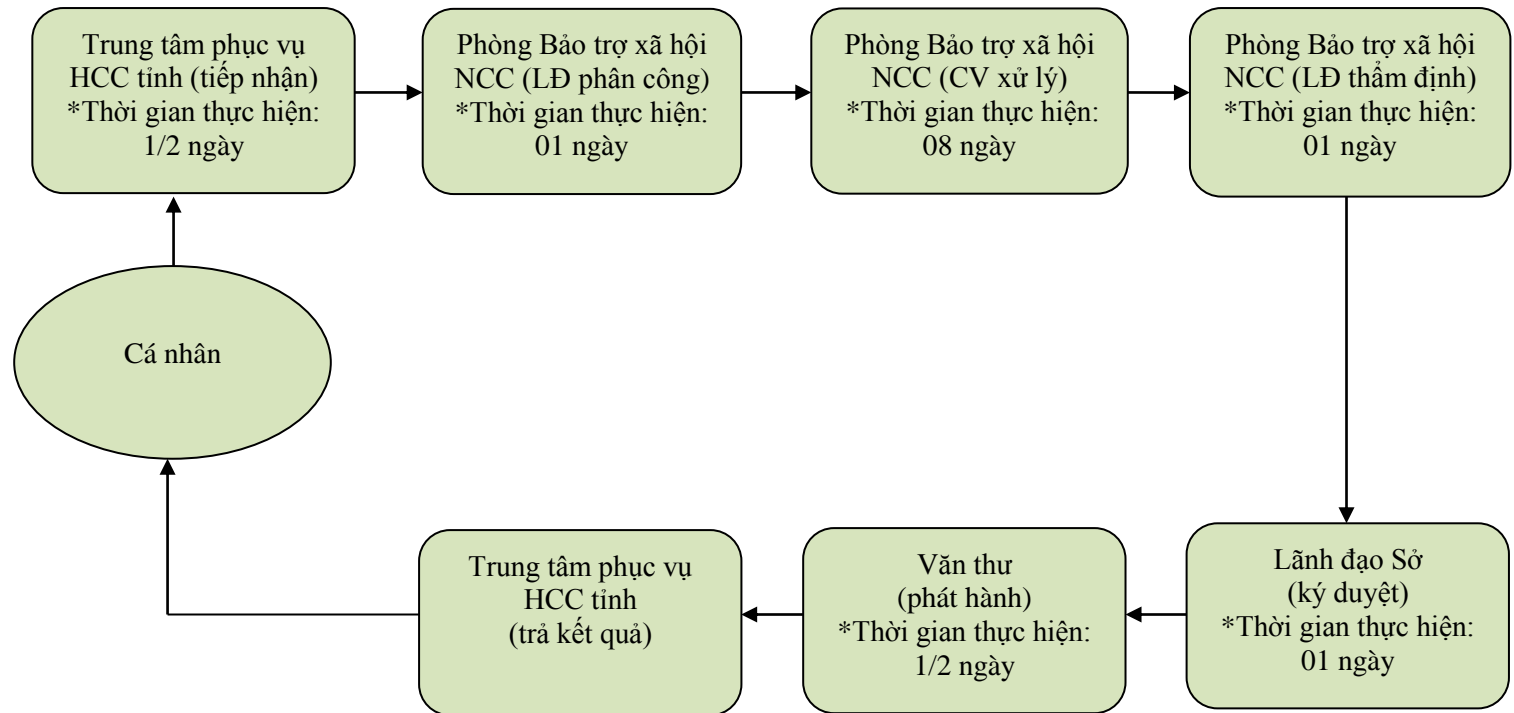 Trung tâm phục vụ
HCC tỉnh (tiếp nhận)
*Thời gian thực hiện:
1/2 ngày
Phòng Bảo trợ xã hội
NCC (LĐ phân công)
*Thời gian thực hiện:
01 ngày
Phòng Bảo trợ xã hội
NCC (CV xử lý)
*Thời gian thực hiện:
08 ngày
Phòng Bảo trợ xã hội
NCC (LĐ thẩm định)
*Thời gian thực hiện:
01 ngày
Cá nhân
Lãnh đạo Sở
(ký duyệt)
*Thời gian thực hiện:
01 ngày
Văn thư
(phát hành)
*Thời gian thực hiện:
1/2 ngày
Trung tâm phục vụ
HCC tỉnh
(trả kết quả)